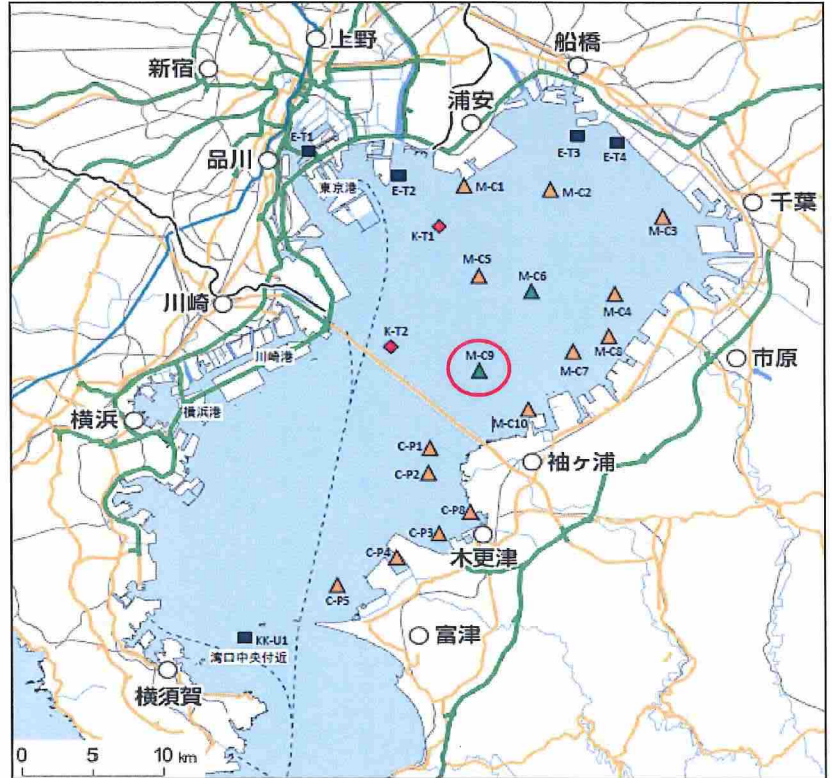 上野
船橋
新宿
浦安
E-T1
E-T3
E-T4
品川
東京港
E-T2
M-C1
M-C2
千葉
M-C3
K-T1
M-C5
M-C6
M-C4
川崎
K-T2
M-C8
川崎港
M-C9
M-C7
市原
横浜港
横浜
M-C10
C-P1
袖ヶ浦
C-P2
C-P8
C-P3
木更津
C-P4
C-P5
富津
KK-U1
湾口中央付近
横須賀
0 5 10 km